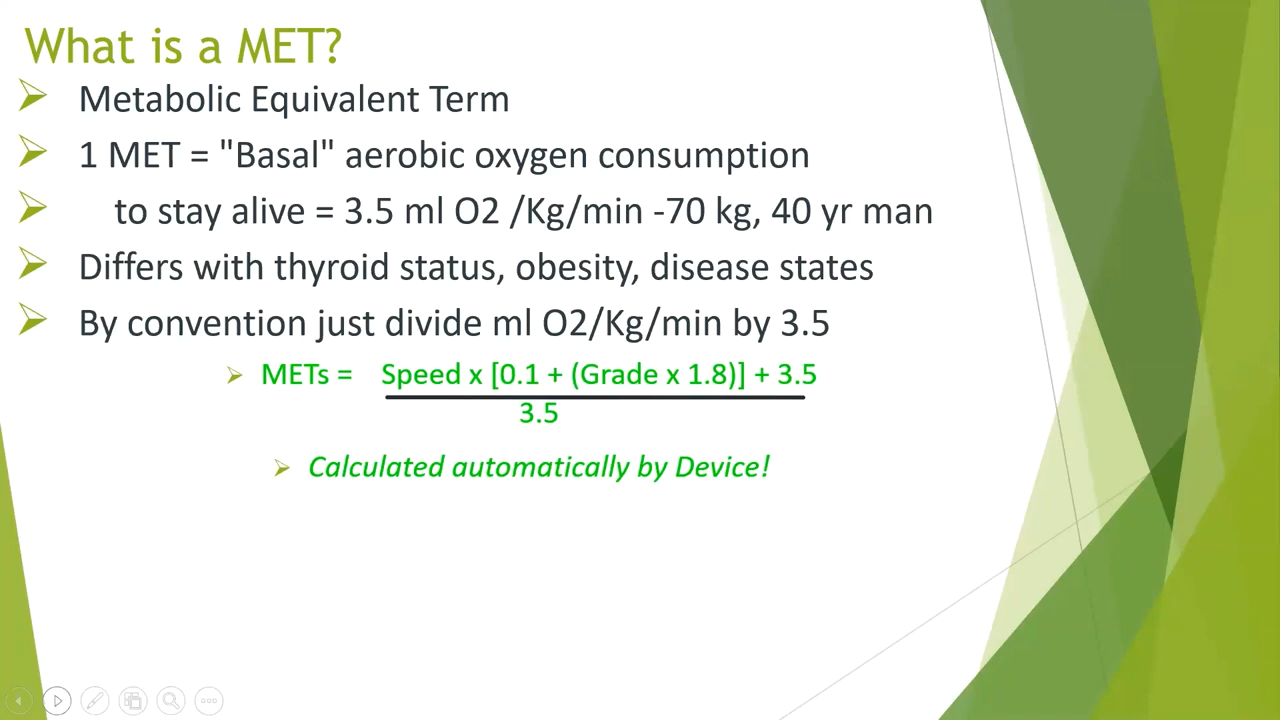 What is a MET?
Metabolic Equivalent Term
1 MET = "Basal" aerobic oxygen consumption
to stay alive = 3.5 ml O2 /Kg/min -70 kg, 40 yr man
Differs with thyroid status, obesity, disease states
By convention just divide ml O2/Kg/min by 3.5
METs = Speed x [0.1 + (Grade x 1.8)] + 3.5
3.5
Calculated automatically by Device!